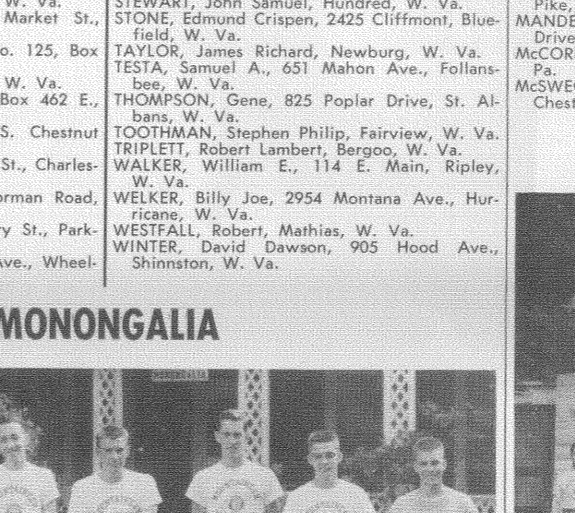 W. Va.
Market St.,
o. 125, Box
W. Va.
Box 462 E.,
S. Chestnut
St., Charles-
orman Road,
ry St., Park-
Ave., Wheel-
STEWART, John Samuel, Hundred, W. Va.
STONE, Edmund Crispen, 2425 Cliffmont, Blue-
field, W. Va.
TAYLOR, James Richard, Newburg, W. Va.
TESTA, Samuel A., 651 Mahon Ave., Follans-
bee, W. Va.
THOMPSON, Gene, 825 Poplar Drive, St. Al-
bans, W. Va.
TOOTHMAN, Stephen Philip, Fairview, W. Va.
TRIPLETT, Robert Lambert, Bergoo, W. Va.
WALKER, William E., 114 E. Main, Ripley,
W. Va.
WELKER, Billy Joe, 2954 Montana Ave., Hur-
ricane, W. Va.
WESTFALL, Robert, Mathias, W. Va.
WINTER, David Dawson, 905 Hood Ave.,
Shinnston, W. Va.
Pike,
MANDE
Drive
McCOR
Pa.
McSWE
Chest
MONONGALIA